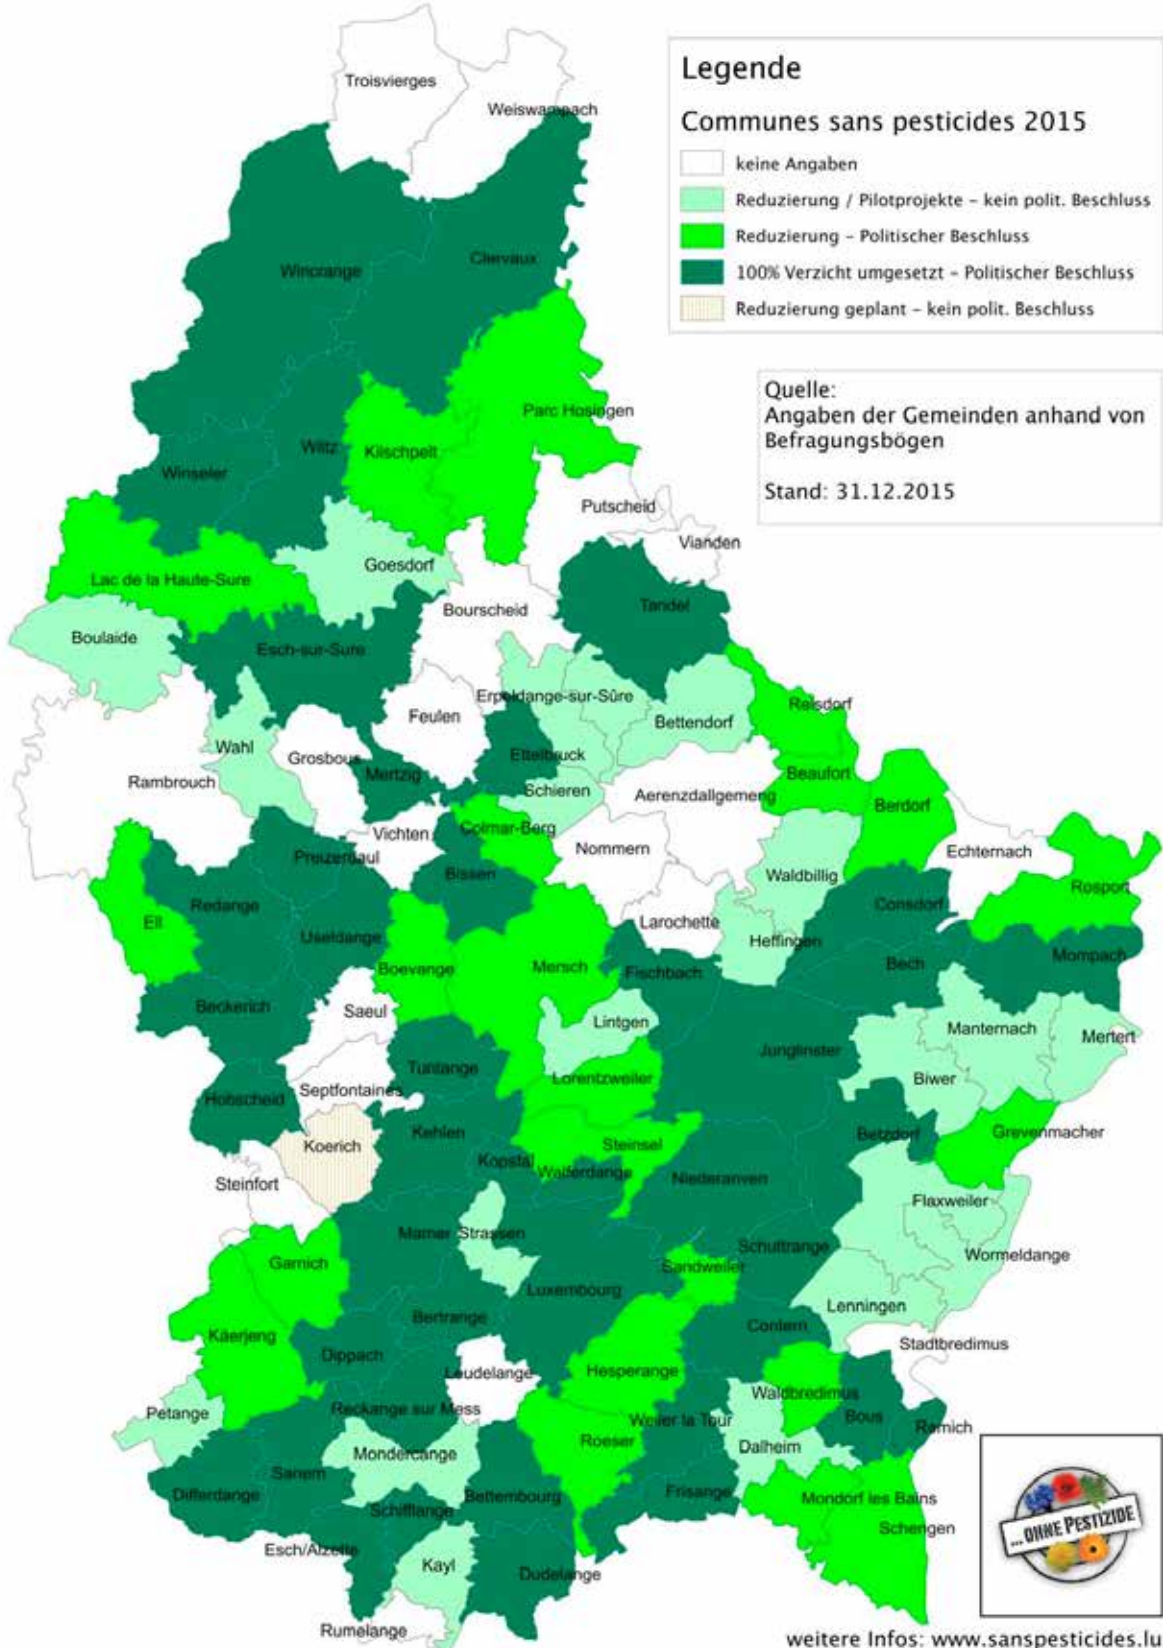 Troisvierges
Weiswampach
Legende
Communes sans pesticides 2015
keine Angaben
Reduzierung / Pilotprojekte - kein polit. Beschluss
Reduzierung - Politischer Beschluss
100% Verzicht umgesetzt - Politischer Beschluss
Reduzierung geplant - kein polit. Beschluss
Quelle:
Angaben der Gemeinden anhand von
Befragungsbögen
Stand: 31.12.2015
Clervaux
Wincrange
Parc Hosingen
Wiltz
Kiischpelt
Winseler
Putscheid
Vianden
Goesdorf
Lac de la Haute-Sure
Bourscheid
Tandel
Boulaide
Esch-sur-Sure
Erpeldange-sur-Sûre
Reisdorf
Feulen
Bettendorf
Wahl
Grosbous
Ettelbruck
Mertzig
Beaufort
Rambrouch
Schieren
Aerenzdallgemeng
Berdorf
Colmar-Berg
Vichten
Nommern
Echternach
Preizerdaul
Bissen
Waldbillig
Rosport
Redange
Consdorf
Ell
Larochette
Useldange
Heffingen
Mompach
Boevange
Mersch
Fischbach
Bech
Beckerich
Saeul
Lintgen
Manternach
Mertert
Junglinster
Tuntange
Lorentzweiler
Biwer
Septfontaines
Hobscheid
Kehlen
Betzdorf
Grevenmacher
Koerich
Steinsel
Kopstal
Walferdange
Niederanven
Steinfort
Flaxweiler
Mamer
Strassen
Schuttrange
Wormeldange
Garnich
Sandweiler
Luxembourg
Lenningen
Bertrange
Contern
Käerjeng
Stadtbredimus
Dippach
Leudelange
Hesperange
Waldbredimus
Reckange sur Mess
Petange
Weiler la Tour
Bous
Remich
Roeser
Mondercange
Dalheim
Sanem
Differdange
Bettembourg
Frisange
Mondorf les Bains
Schifflange
Schengen
Esch/Alzette
Kayl
Dudelange
Rumelange
... OHNE PESTIZIDE
weitere Infos: www.sanspesticides.lu